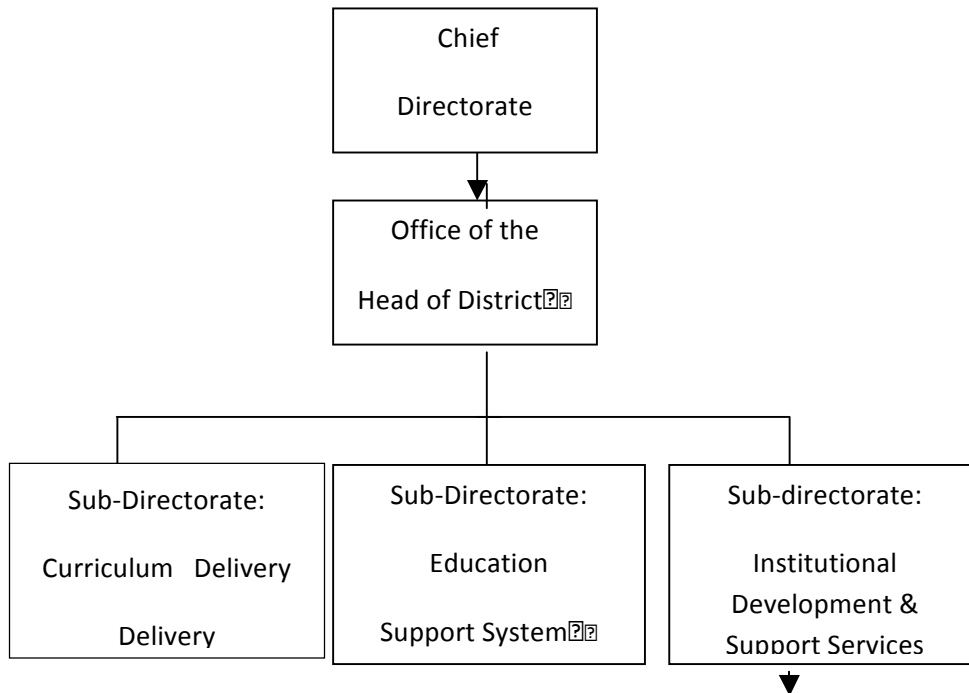 Chief
Directorate
Office of the
Head of District⍰⍰
Sub-Directorate:
Curriculum Delivery
Delivery
Sub-Directorate:
Education
Support System⍰⍰
Sub-directorate:
Institutional
Development &
Support Services